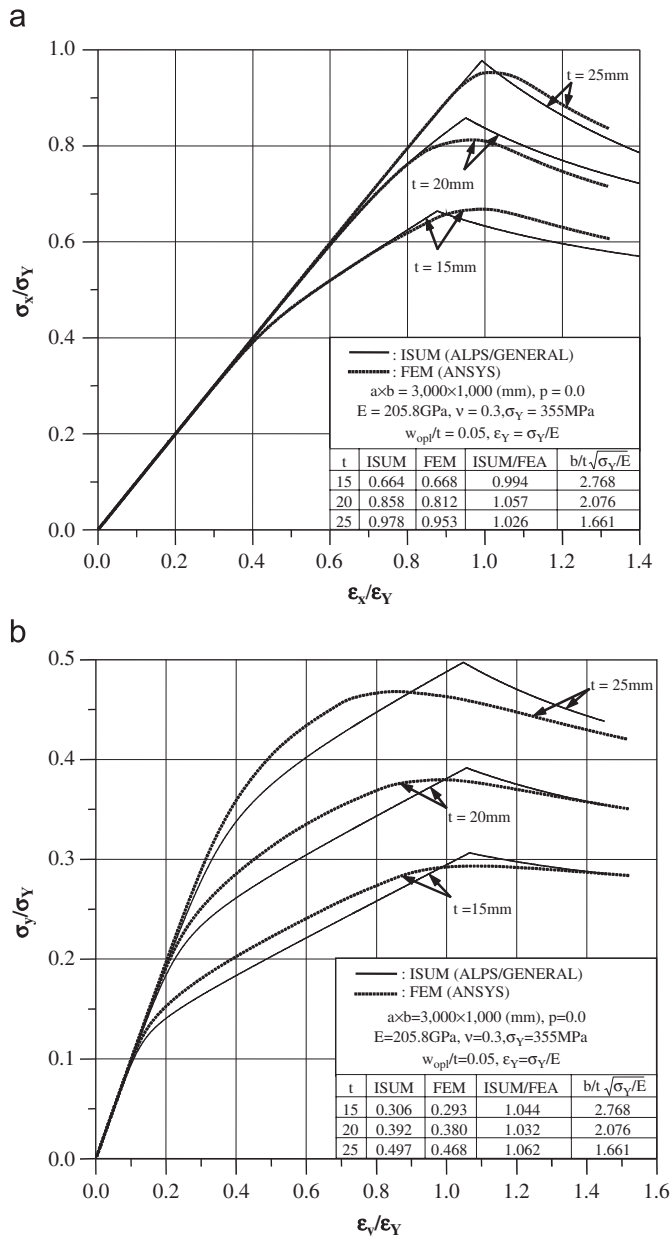 a
1.0
0.8
0.6
0.4
0.2
0.0
σx/σY
t = 25mm
t = 20mm
t = 15mm
: ISUM (ALPS/GENERAL)
: FEM (ANSYS)
a×b = 3,000×1,000 (mm), p = 0.0
E = 205.8GPa, ν = 0.3,σY = 355MPa
wopl/t = 0.05, εY = σY/E
t ISUM FEM ISUM/FEA b/t√σY/E
15 0.664 0.668 0.994 2.768
20 0.858 0.812 1.057 2.076
25 0.978 0.953 1.026 1.661
0.0 0.2 0.4 0.6 0.8 1.0 1.2 1.4
εx/εY
b
0.5
0.4
0.3
0.2
0.1
0.0
σy/σY
t = 25mm
t = 20mm
t =15mm
: ISUM (ALPS/GENERAL)
: FEM (ANSYS)
a×b=3,000×1,000 (mm), p=0.0
E=205.8GPa, ν=0.3,σY=355MPa
wopl/t=0.05, εY=σY/E
t ISUM FEM ISUM/FEA b/t √σY/E
15 0.306 0.293 1.044 2.768
20 0.392 0.380 1.032 2.076
25 0.497 0.468 1.062 1.661
0.0 0.2 0.4 0.6 0.8 1.0 1.2 1.4 1.6
εy/εY